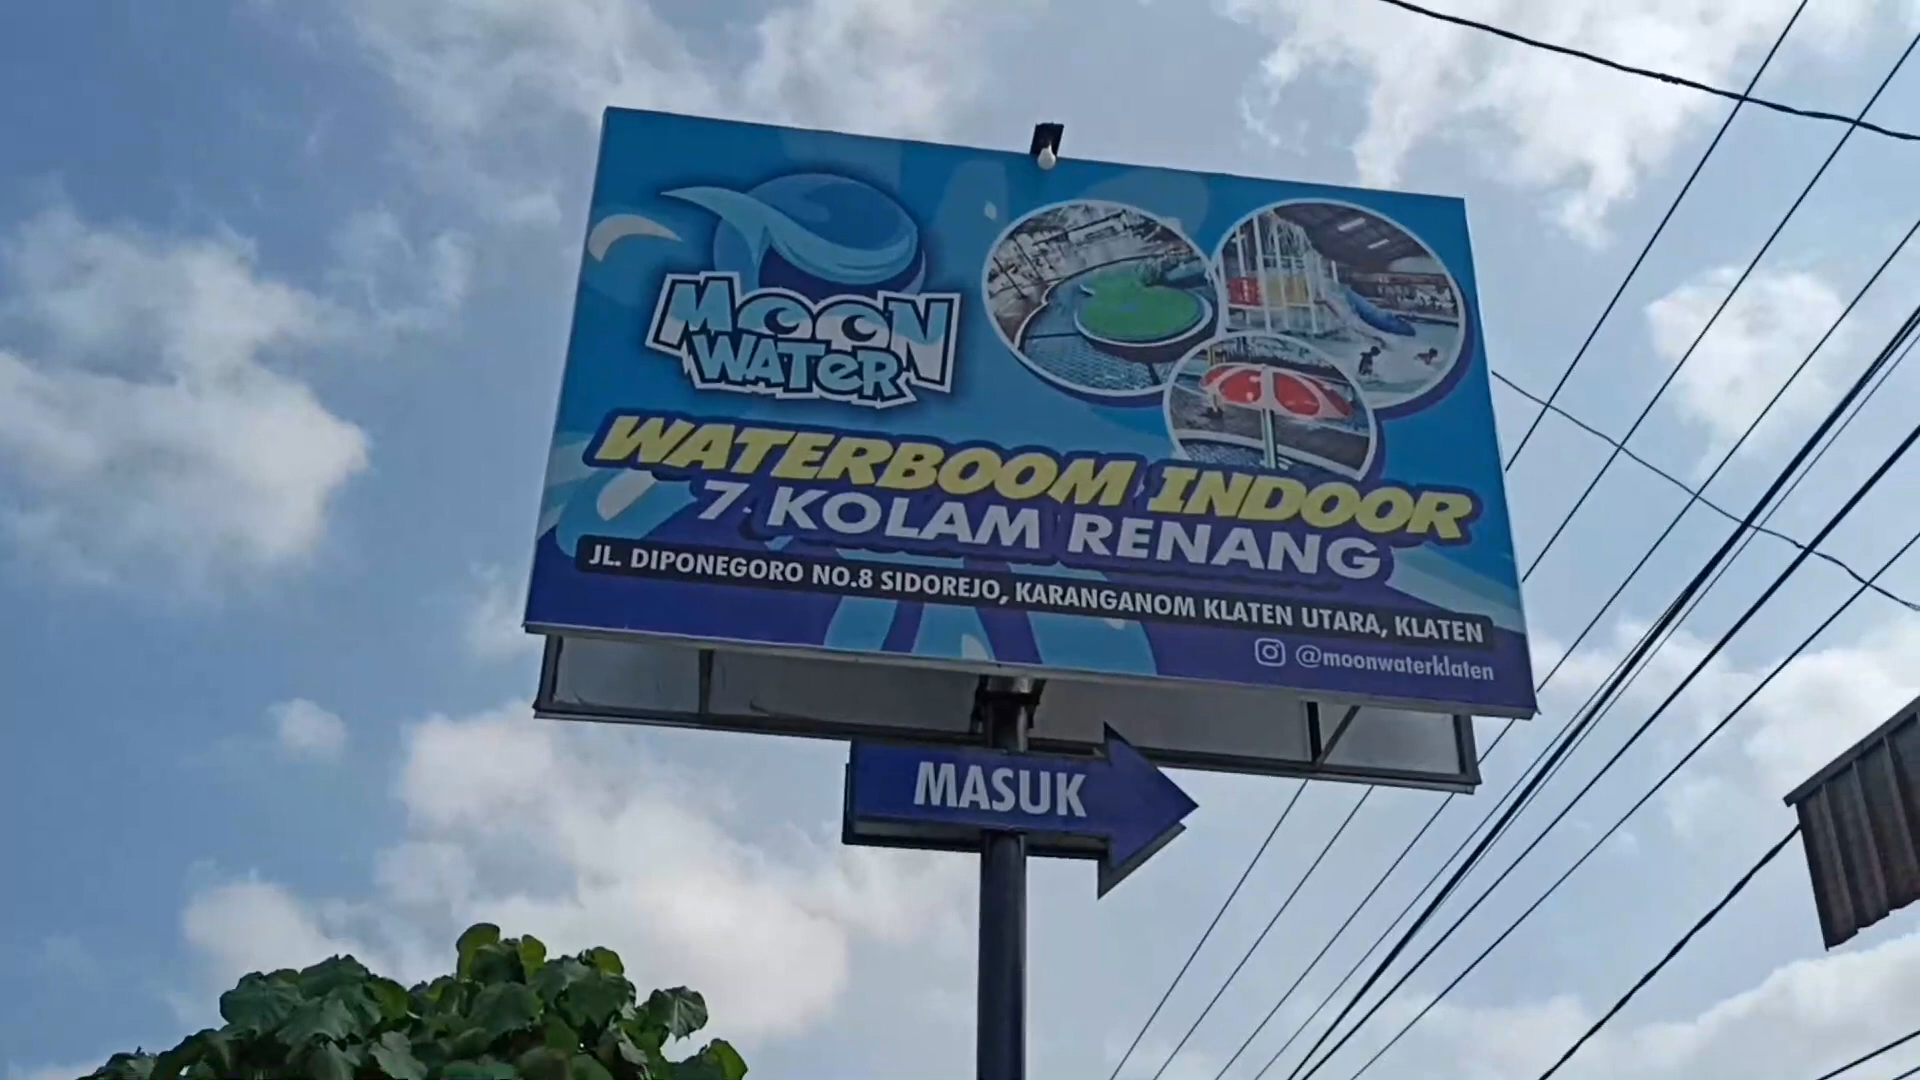 MOON
WATER
WATERBOOM INDOOR
7 KOLAM RENANG
JL. DIPONEGORO NO.8 SIDOREJO, KARANGANOM KLATEN UTARA, KLATEN
@moonwaterklaten
MASUK